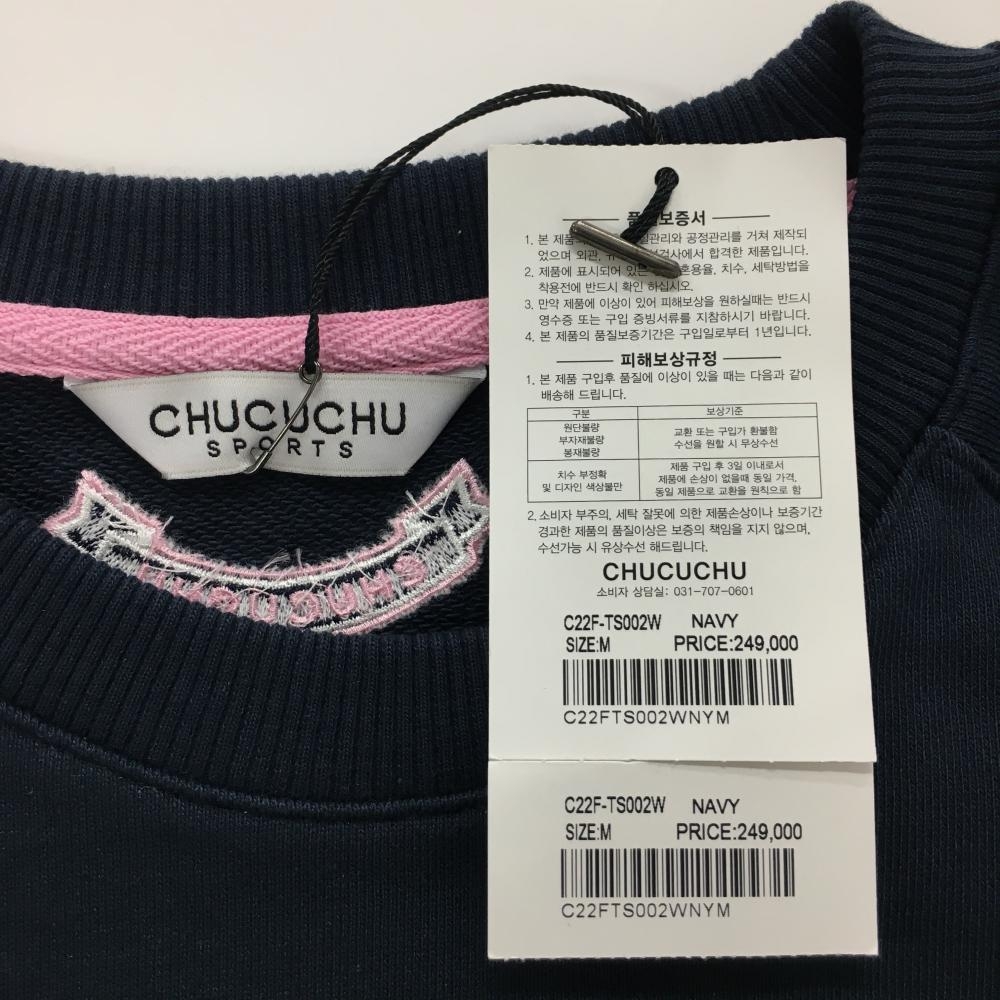 CHUCUCHU
SPORTS
CHUCUCHU
품질보증서
1. 본 제품 관리와 공정관리를 거쳐 제작되
었으며 외관, 검사에서 합격한 제품입니다.
2. 제품에 표시되어 있는 혼용율, 치수, 세탁방법을
착용전에 반드시 확인 하십시오.
3. 만약 제품에 이상이 있어 피해보상을 원하실때는 반드시
영수증 또는 구입 증빙서류를 지참하시기 바랍니다.
4. 본 제품의 품질보증기간은 구입일로부터 1년입니다.
피해보상규정
1. 본 제품 구입후 품질에 이상이 있을 때는 다음과 같이
배송해 드립니다.
구분 보상기준
원단불량
부자재불량
봉제불량
교환 또는 구입가 환불함
수선을 원할 시 무상수선
치수 부정확
및 디자인 색상불만
제품 구입 후 3일 이내로서
제품에 손상이 없을때 동일 가격,
동일 제품으로 교환을 원칙으로 함
2. 소비자 부주의, 세탁 잘못에 의한 제품손상이나 보증기간
경과한 제품의 품질이상은 보증의 책임을 지지 않으며,
수선가능 시 유상수선 해드립니다.
CHUCUCHU
소비자 상담실: 031-707-0601
C22F-TS002W NAVY
SIZE:M PRICE:249,000
C22FTS002WNYM
C22F-TS002W NAVY
SIZE:M PRICE:249,000
C22FTS002WNYM